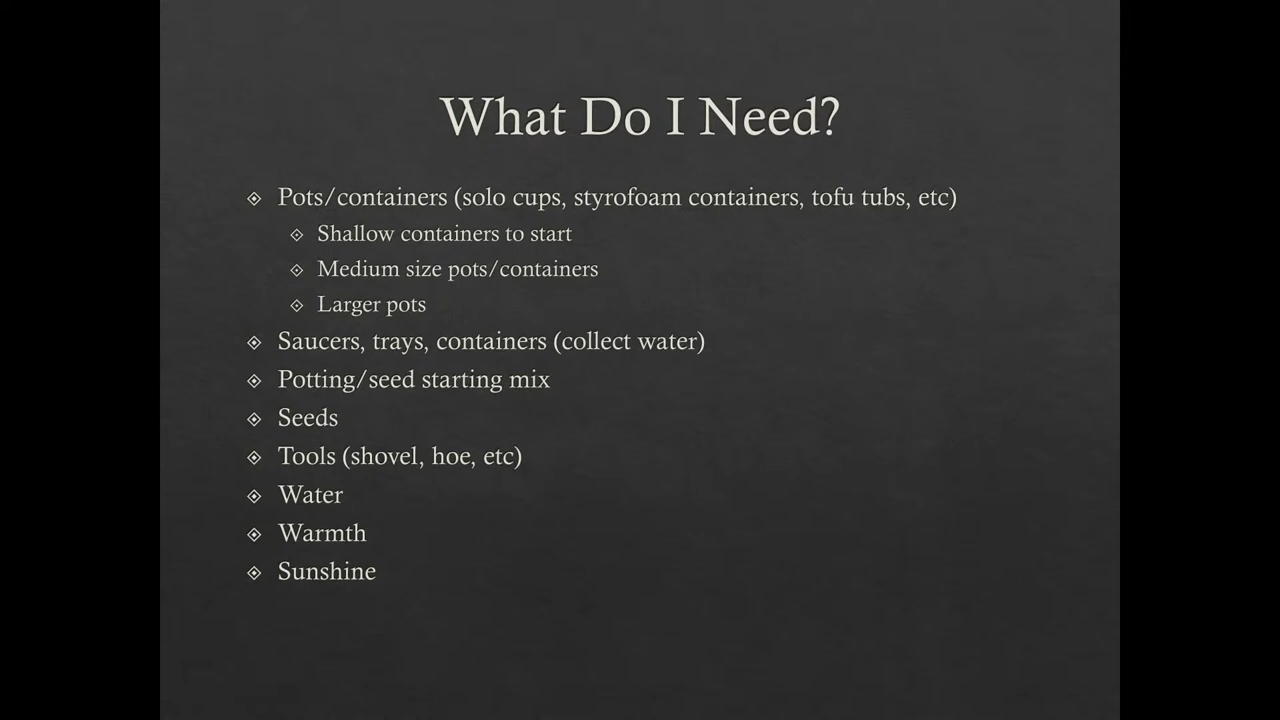 What Do I Need?
Pots/containers (solo cups, styrofoam containers, tofu tubs, etc)
Shallow containers to start
Medium size pots/containers
Larger pots
Saucers, trays, containers (collect water)
Potting/seed starting mix
Seeds
Tools (shovel, hoe, etc)
Water
Warmth
Sunshine